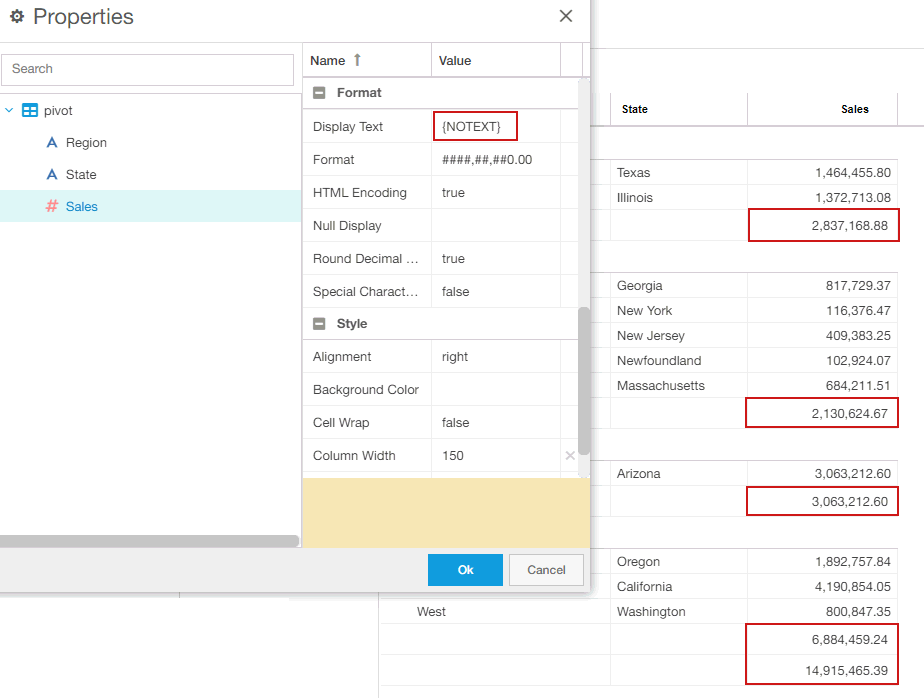 Properties
Search
pivot
Region
State
Sales
Name ↑ Value
Format
Display Text {NOTEXT}
Format ####,##,##0.00
HTML Encoding true
Null Display
Round Decimal ... true
Special Charact... false
Style
Alignment right
Background Color
Cell Wrap false
Column Width 150
Ok Cancel
State Sales
Texas 1,464,455.80
Illinois 1,372,713.08
2,837,168.88
Georgia 817,729.37
New York 116,376.47
New Jersey 409,383.25
Newfoundland 102,924.07
Massachusetts 684,211.51
2,130,624.67
Arizona 3,063,212.60
3,063,212.60
Oregon 1,892,757.84
California 4,190,854.05
West Washington 800,847.35
6,884,459.24
14,915,465.39